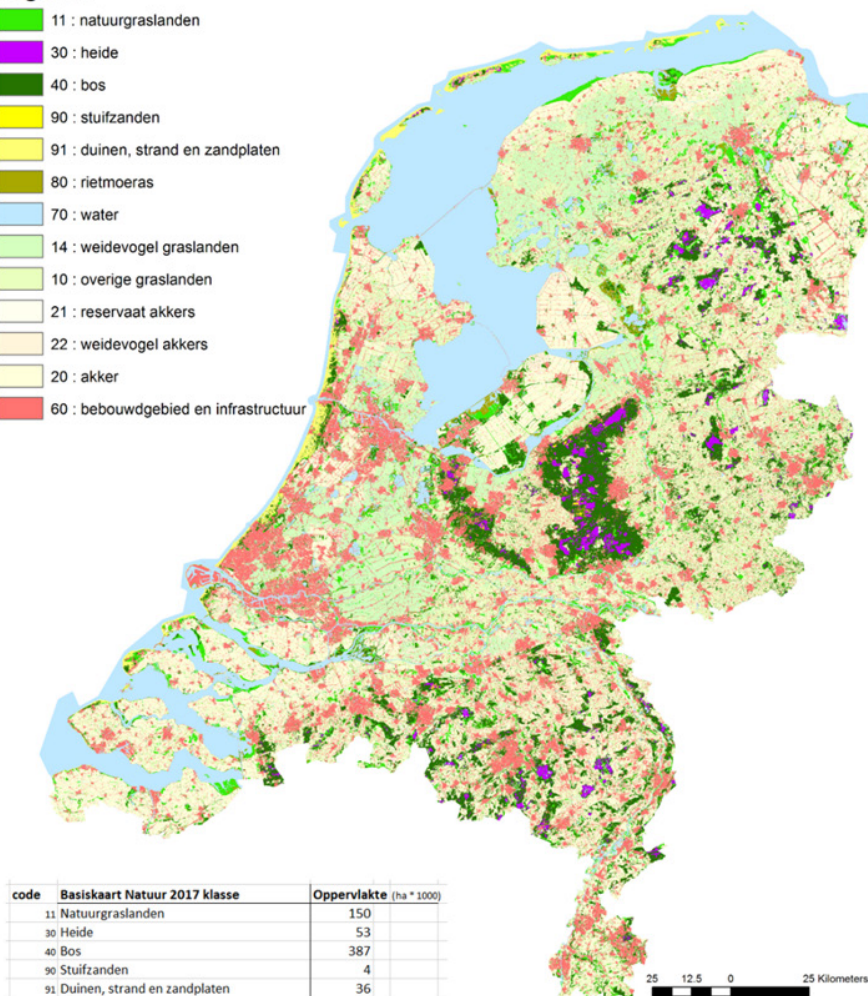 11 : natuurgraslanden
30 : heide
40 : bos
90 : stuifzanden
91 : duinen, strand en zandplaten
80 : rietmoeras
70 : water
14 : weidevogel graslanden
10 : overige graslanden
21 : reservaat akkers
22 : weidevogel akkers
20 : akker
60 : bebouwdgebied en infrastructuur
code Basiskaart Natuur 2017 klasse Oppervlakte (ha * 1000)
11 Natuurgraslanden 150
30 Heide 53
40 Bos 387
90 Stuifzanden 4
91 Duinen, strand en zandplaten 36
25 12.5 0 25 Kilometers